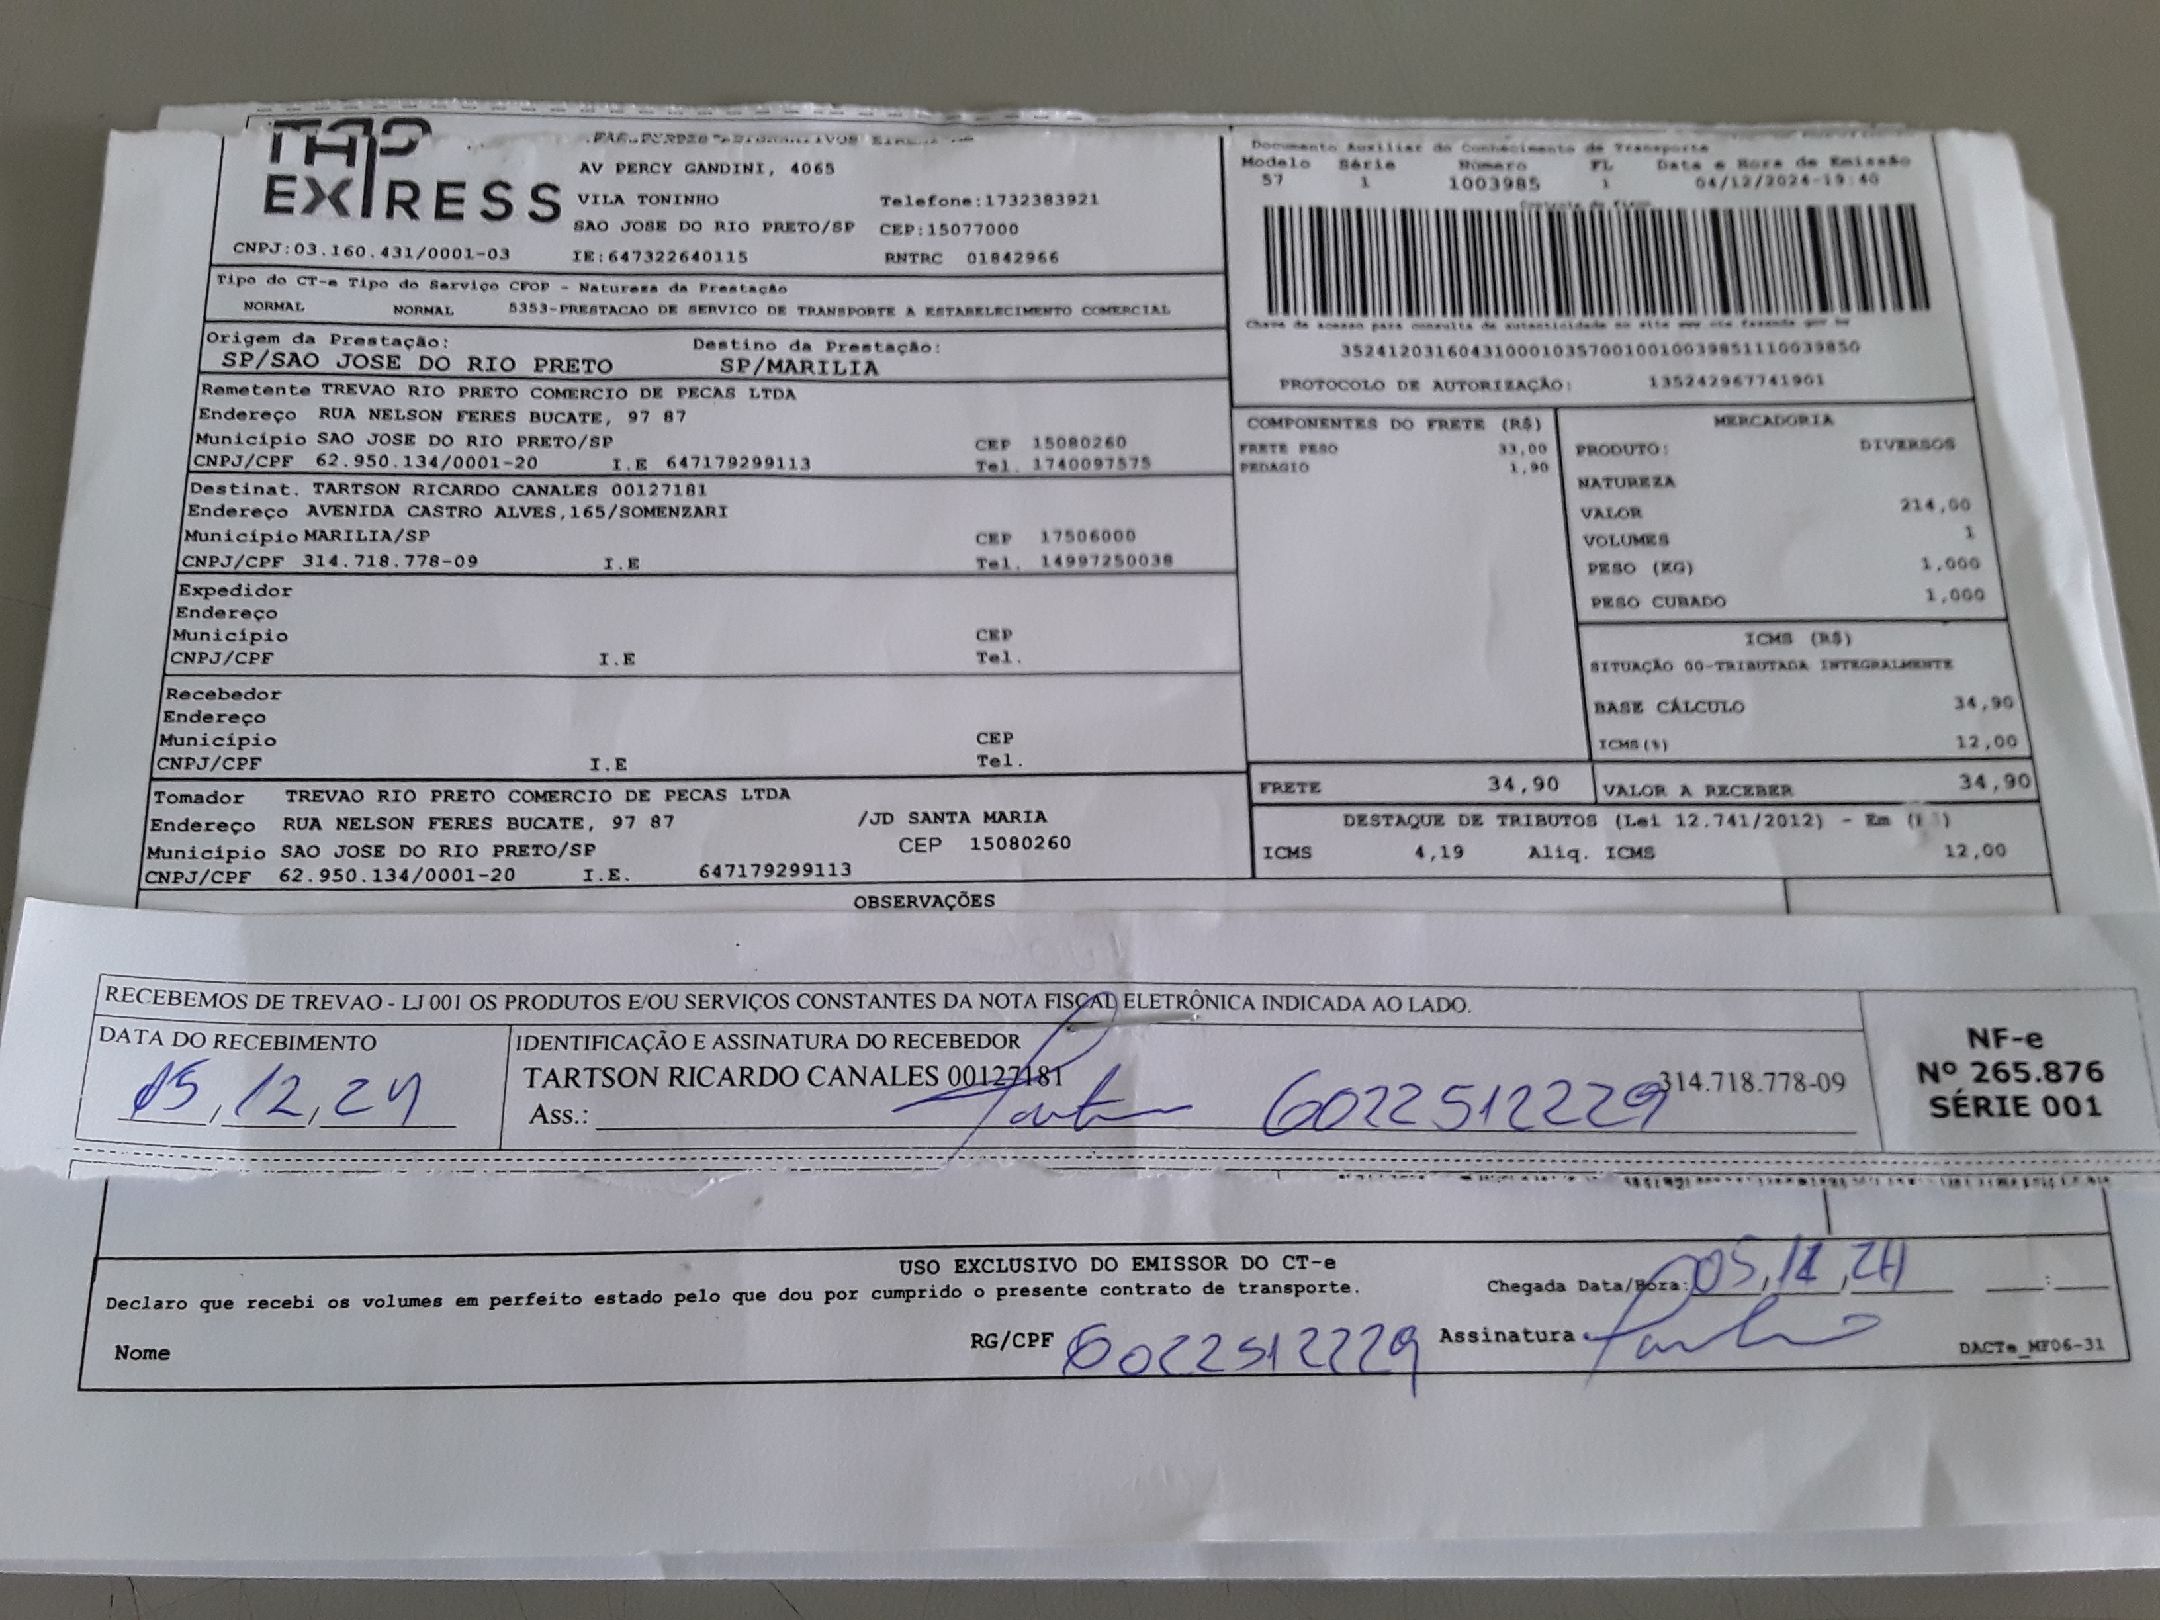 TAP
EXPRESS
AV PERCY GANDINI, 4065
VILA TONINHO Telefone:1732383921
SAO JOSE DO RIO PRETO/SP CEP:15077000
CNPJ:03.160.431/0001-03 IE:647322640115 RNTRC 01842966
Documento Auxiliar do Conhecimento de Transporte
Modelo Série Número FL Data e Hora de Emissão
57 1 1003985 1 04/12/2024-19:40
Chave de acesso para consulta de autenticidade no site www cte fazenda gov br
35241203160431000103570010010039851110039850
PROTOCOLO DE AUTORIZAÇÃO: 135242967741901
Tipo do CT-e Tipo do Serviço CFOP - Natureza da Prestação
NORMAL NORMAL 5353-PRESTACAO DE SERVICO DE TRANSPORTE A ESTABELECIMENTO COMERCIAL
Origem da Prestação: Destino da Prestação:
SP/SAO JOSE DO RIO PRETO SP/MARILIA
Remetente TREVAO RIO PRETO COMERCIO DE PECAS LTDA
Endereço RUA NELSON FERES BUCATE, 97 87
Município SAO JOSE DO RIO PRETO/SP CEP 15080260
CNPJ/CPF 62.950.134/0001-20 I.E 647179299113 Tel. 1740097575
Destinat. TARTSON RICARDO CANALES 00127181
Endereço AVENIDA CASTRO ALVES,165/SOMENZARI
Município MARILIA/SP CEP 17506000
CNPJ/CPF 314.718.778-09 I.E Tel. 14997250038
Expedidor
Endereço
Município CEP
CNPJ/CPF I.E Tel.
Recebedor
Endereço
Município CEP
CNPJ/CPF I.E Tel.
Tomador TREVAO RIO PRETO COMERCIO DE PECAS LTDA
Endereço RUA NELSON FERES BUCATE, 97 87 /JD SANTA MARIA
Município SAO JOSE DO RIO PRETO/SP CEP 15080260
CNPJ/CPF 62.950.134/0001-20 I.E. 647179299113
COMPONENTES DO FRETE (R$)
FRETE PESO 33,00
PEDAGIO 1,90
MERCADORIA
PRODUTO: DIVERSOS
NATUREZA
VALOR 214,00
VOLUMES 1
PESO (KG) 1,000
PESO CUBADO 1,000
ICMS (R$)
SITUAÇÃO 00-TRIBUTADA INTEGRALMENTE
BASE CÁLCULO 34,90
ICMS(%) 12,00
FRETE 34,90 VALOR A RECEBER 34,90
DESTAQUE DE TRIBUTOS (Lei 12.741/2012) - Em
ICMS 4,19 Aliq. ICMS 12,00
OBSERVAÇÕES
RECEBEMOS DE TREVAO - LJ 001 OS PRODUTOS E/OU SERVIÇOS CONSTANTES DA NOTA FISCAL ELETRÔNICA INDICADA AO LADO.
DATA DO RECEBIMENTO IDENTIFICAÇÃO E ASSINATURA DO RECEBEDOR
05,12,24 TARTSON RICARDO CANALES 00127181 314.718.778-09
Ass.: 6022512229
NF-e
Nº 265.876
SÉRIE 001
USO EXCLUSIVO DO EMISSOR DO CT-e
Declaro que recebi os volumes em perfeito estado pelo que dou por cumprido o presente contrato de transporte. Chegada Data/Hora: 05,12,24 :
Nome RG/CPF 6022512229 Assinatura DACTe_MF06-31